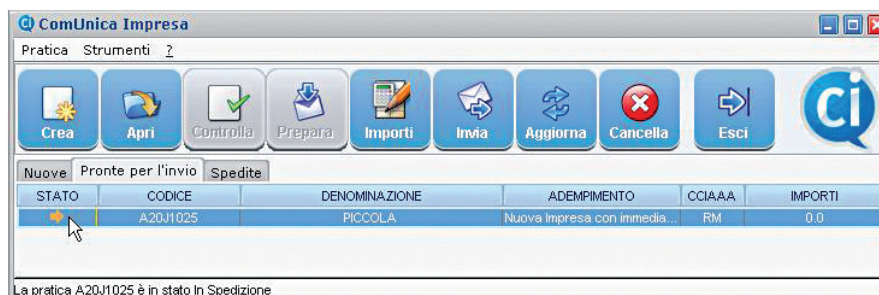 ComUnica Impresa
Pratica Strumenti ?
Crea Apri Controlla Prepara Importi Invia Aggiorna Cancella Esci Ci
Nuove Pronte per l'invio Spedite
STATO CODICE DENOMINAZIONE ADEMPIMENTO CCIAAA IMPORTI
A20J1025 PICCOLA Nuova Impresa con immedia... RM 0.0
La pratica A20J1025 è in stato In Spedizione